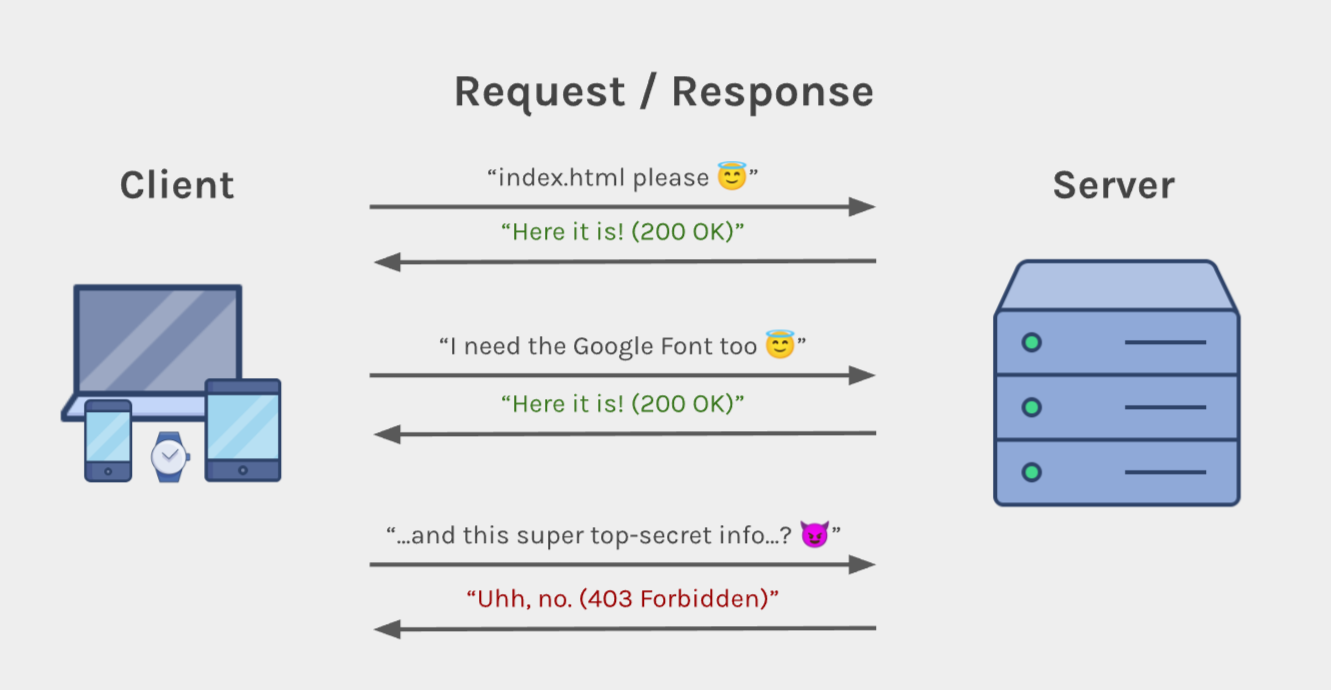 Request / Response
Client
Server
“index.html please 😇”
“Here it is! (200 OK)”
“I need the Google Font too 😇”
“Here it is! (200 OK)”
“...and this super top-secret info...? 😈”
“Uhh, no. (403 Forbidden)”